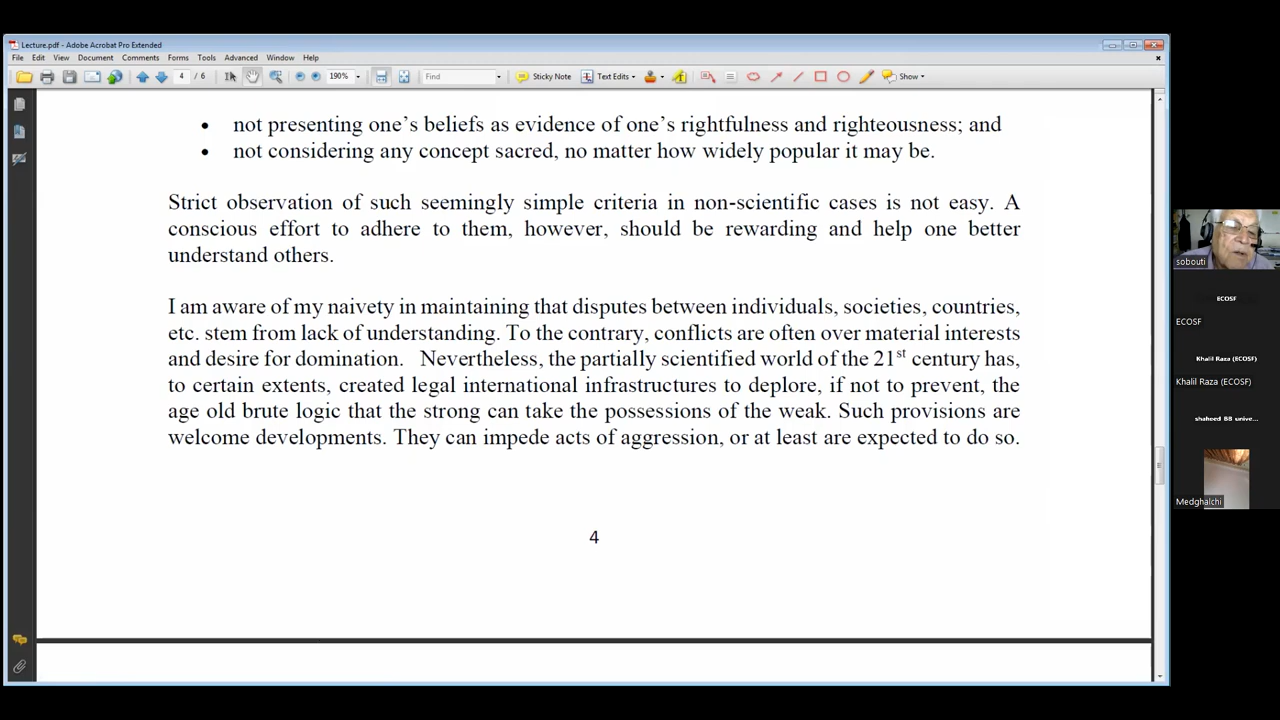 Lecture.pdf - Adobe Acrobat Pro Extended
File Edit View Document Comments Forms Tools Advanced Window Help
4 / 6 190% Find Sticky Note Text Edits Show
• not presenting one’s beliefs as evidence of one’s rightfulness and righteousness; and
• not considering any concept sacred, no matter how widely popular it may be.
Strict observation of such seemingly simple criteria in non-scientific cases is not easy. A
conscious effort to adhere to them, however, should be rewarding and help one better
understand others.
I am aware of my naivety in maintaining that disputes between individuals, societies, countries,
etc. stem from lack of understanding. To the contrary, conflicts are often over material interests
and desire for domination. Nevertheless, the partially scientified world of the 21st century has,
to certain extents, created legal international infrastructures to deplore, if not to prevent, the
age old brute logic that the strong can take the possessions of the weak. Such provisions are
welcome developments. They can impede acts of aggression, or at least are expected to do so.
4
sobouti
ECOSF
ECOSF
Khalil Raza (ECOSF)
Khalil Raza (ECOSF)
shaheed BB unive...
Medghalchi